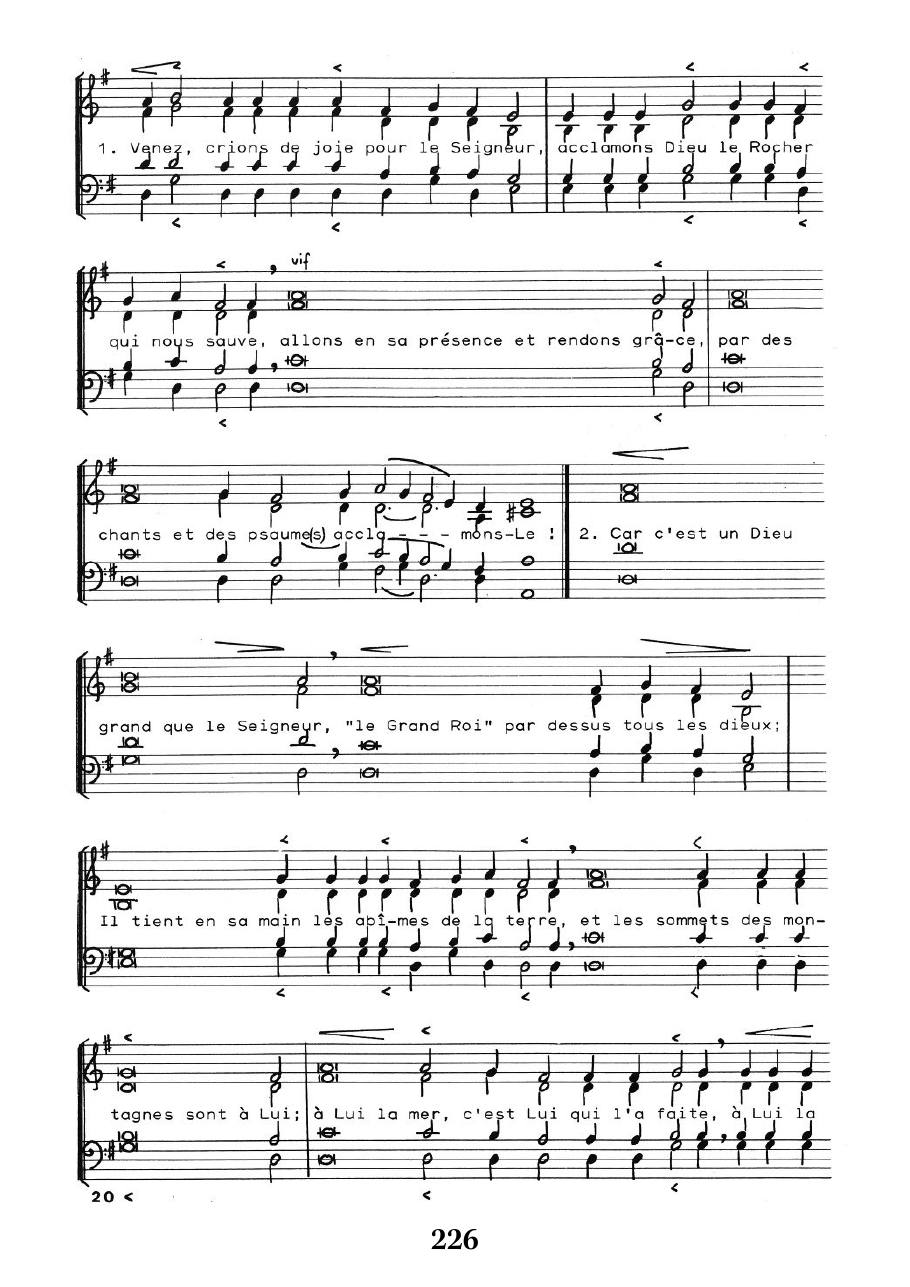 1. Venez, crions de joie pour le Seigneur, acclamons Dieu le Rocher
vif
qui nous sauve, allons en sa présence et rendons grâ-ce, par des
chants et des psaume(s) accla - - - mons-Le ! 2. Car c'est un Dieu
grand que le Seigneur, "le Grand Roi" par dessus tous les dieux;
Il tient en sa main les abî-mes de la terre, et les sommets des mon-
tagnes sont à Lui; à Lui la mer, c'est Lui qui l'a faite, à Lui la
20
226